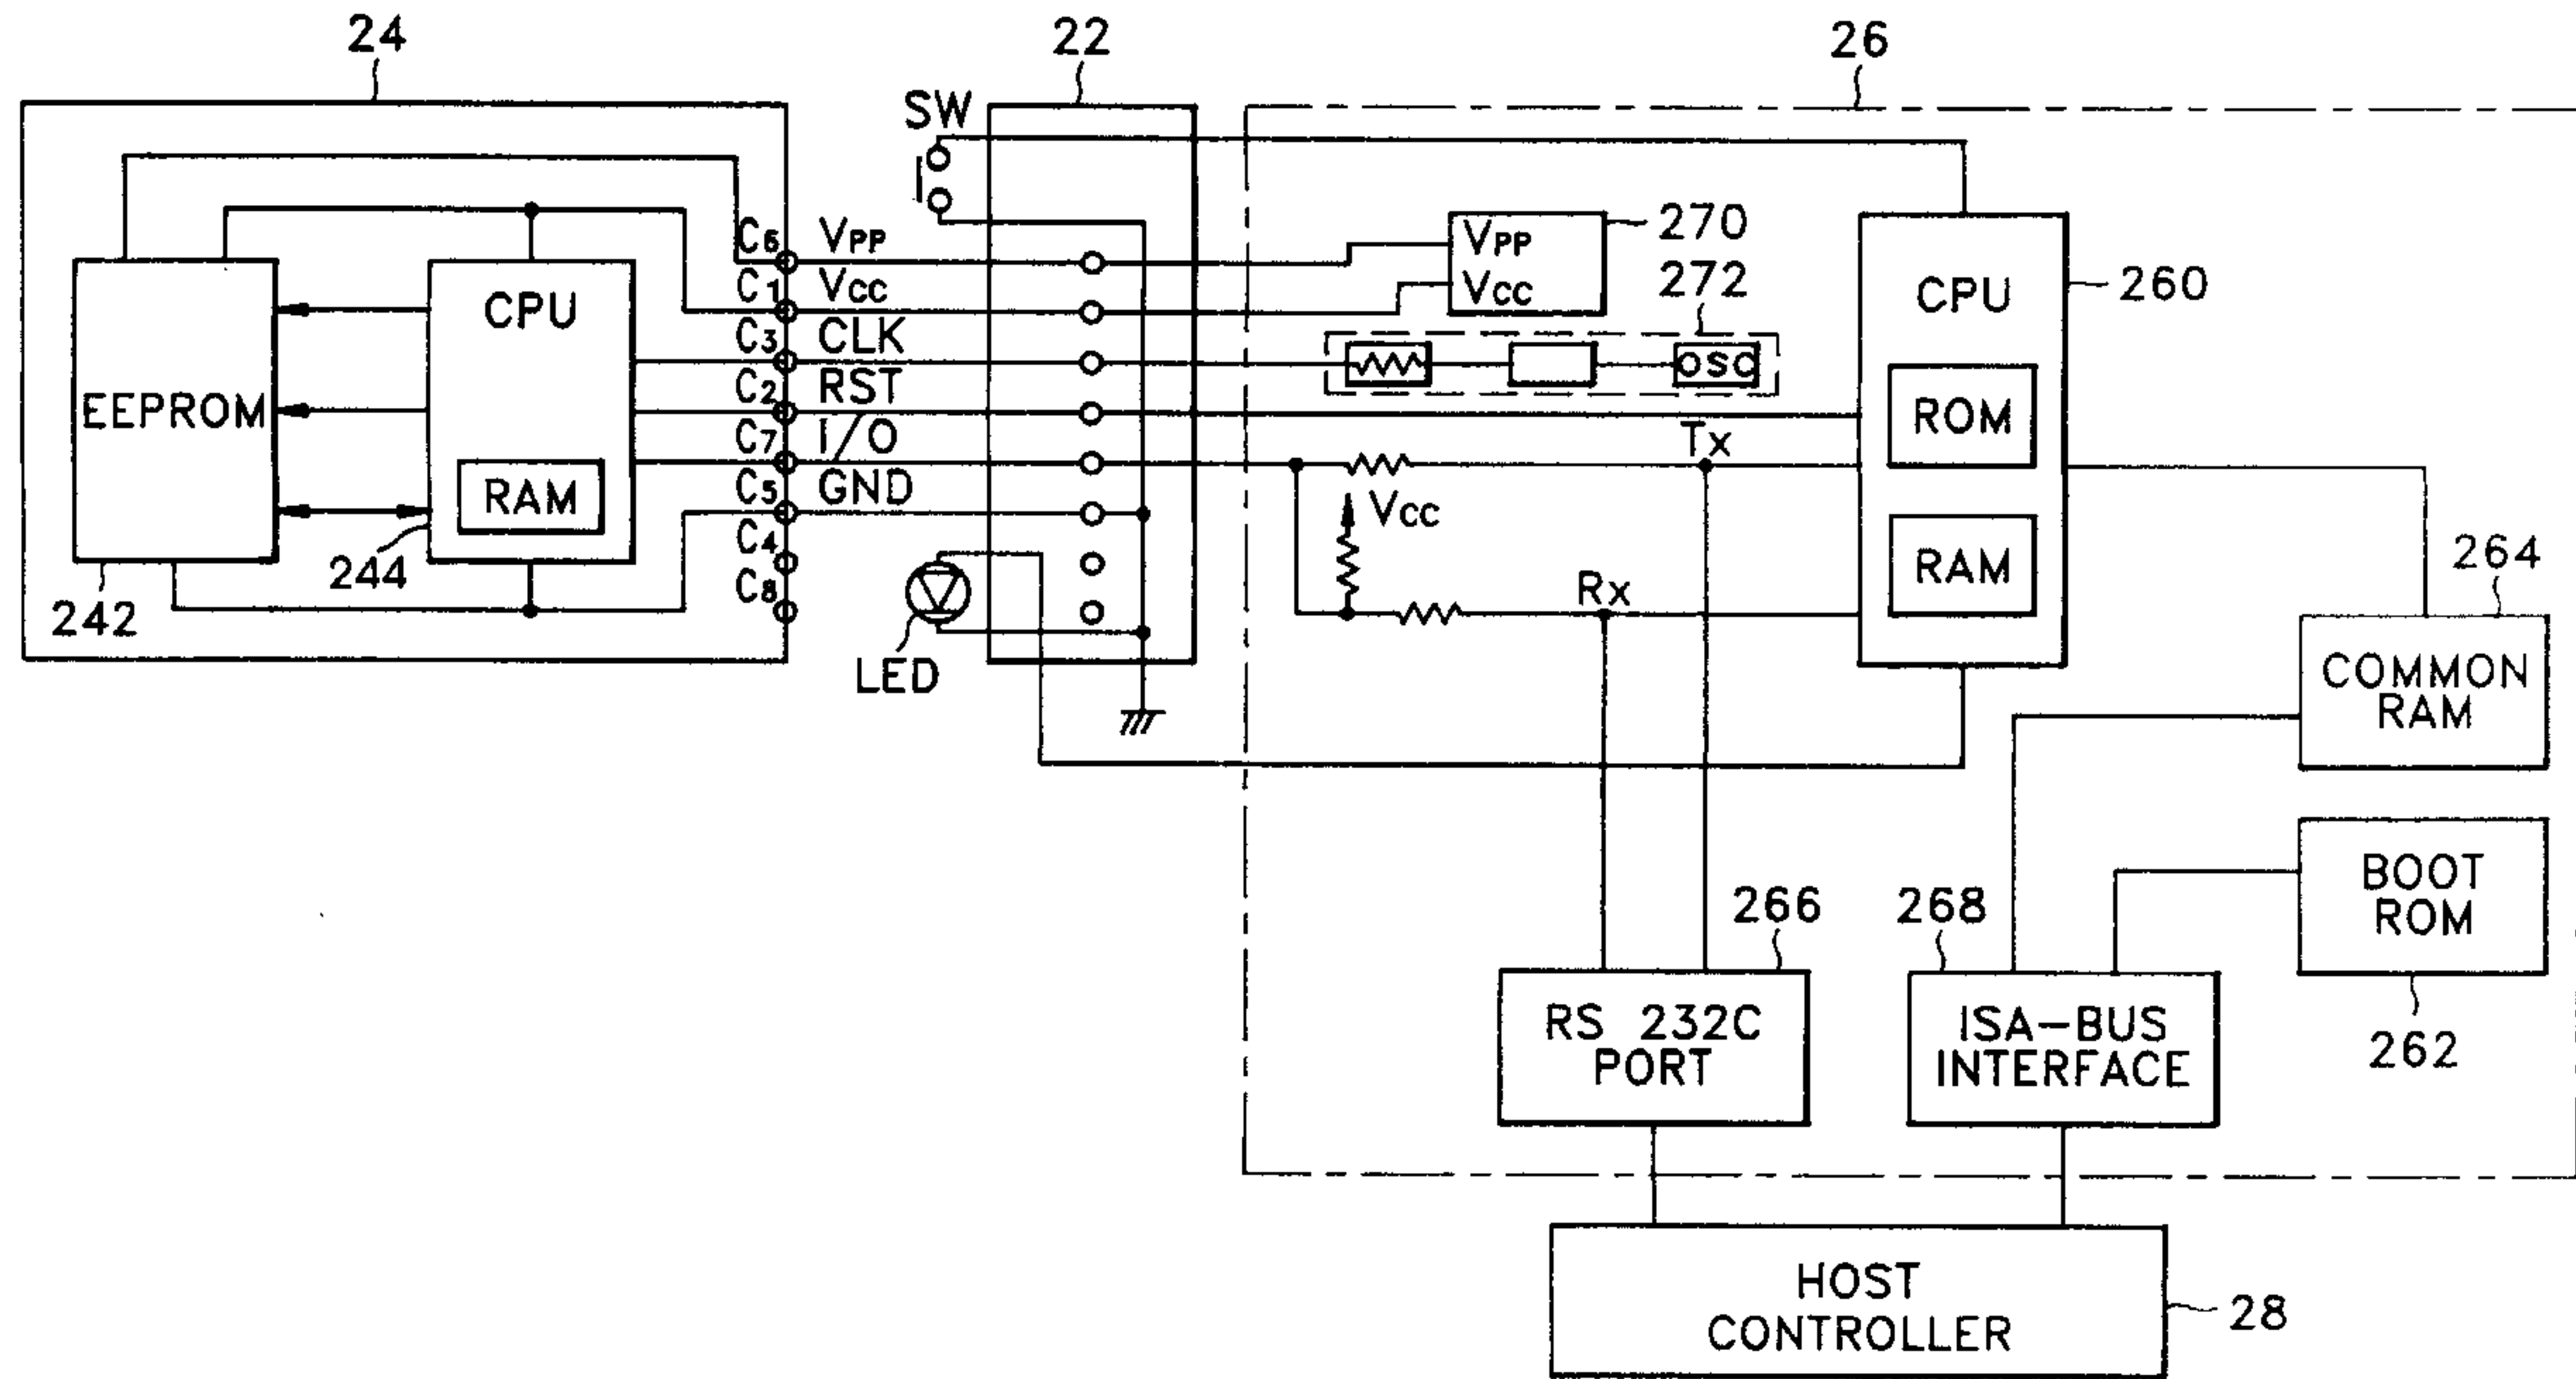 24
22
26
SW
C6 VPP
C1 VCC
C3 CLK
C2 RST
C7 I/O
C5 GND
C4
C8
EEPROM
CPU
RAM
242
244
LED
VPP
VCC
270
272
OSC
Tx
VCC
Rx
CPU
ROM
RAM
260
264
COMMON
RAM
BOOT
ROM
262
266
268
RS 232C
PORT
ISA-BUS
INTERFACE
HOST
CONTROLLER
28